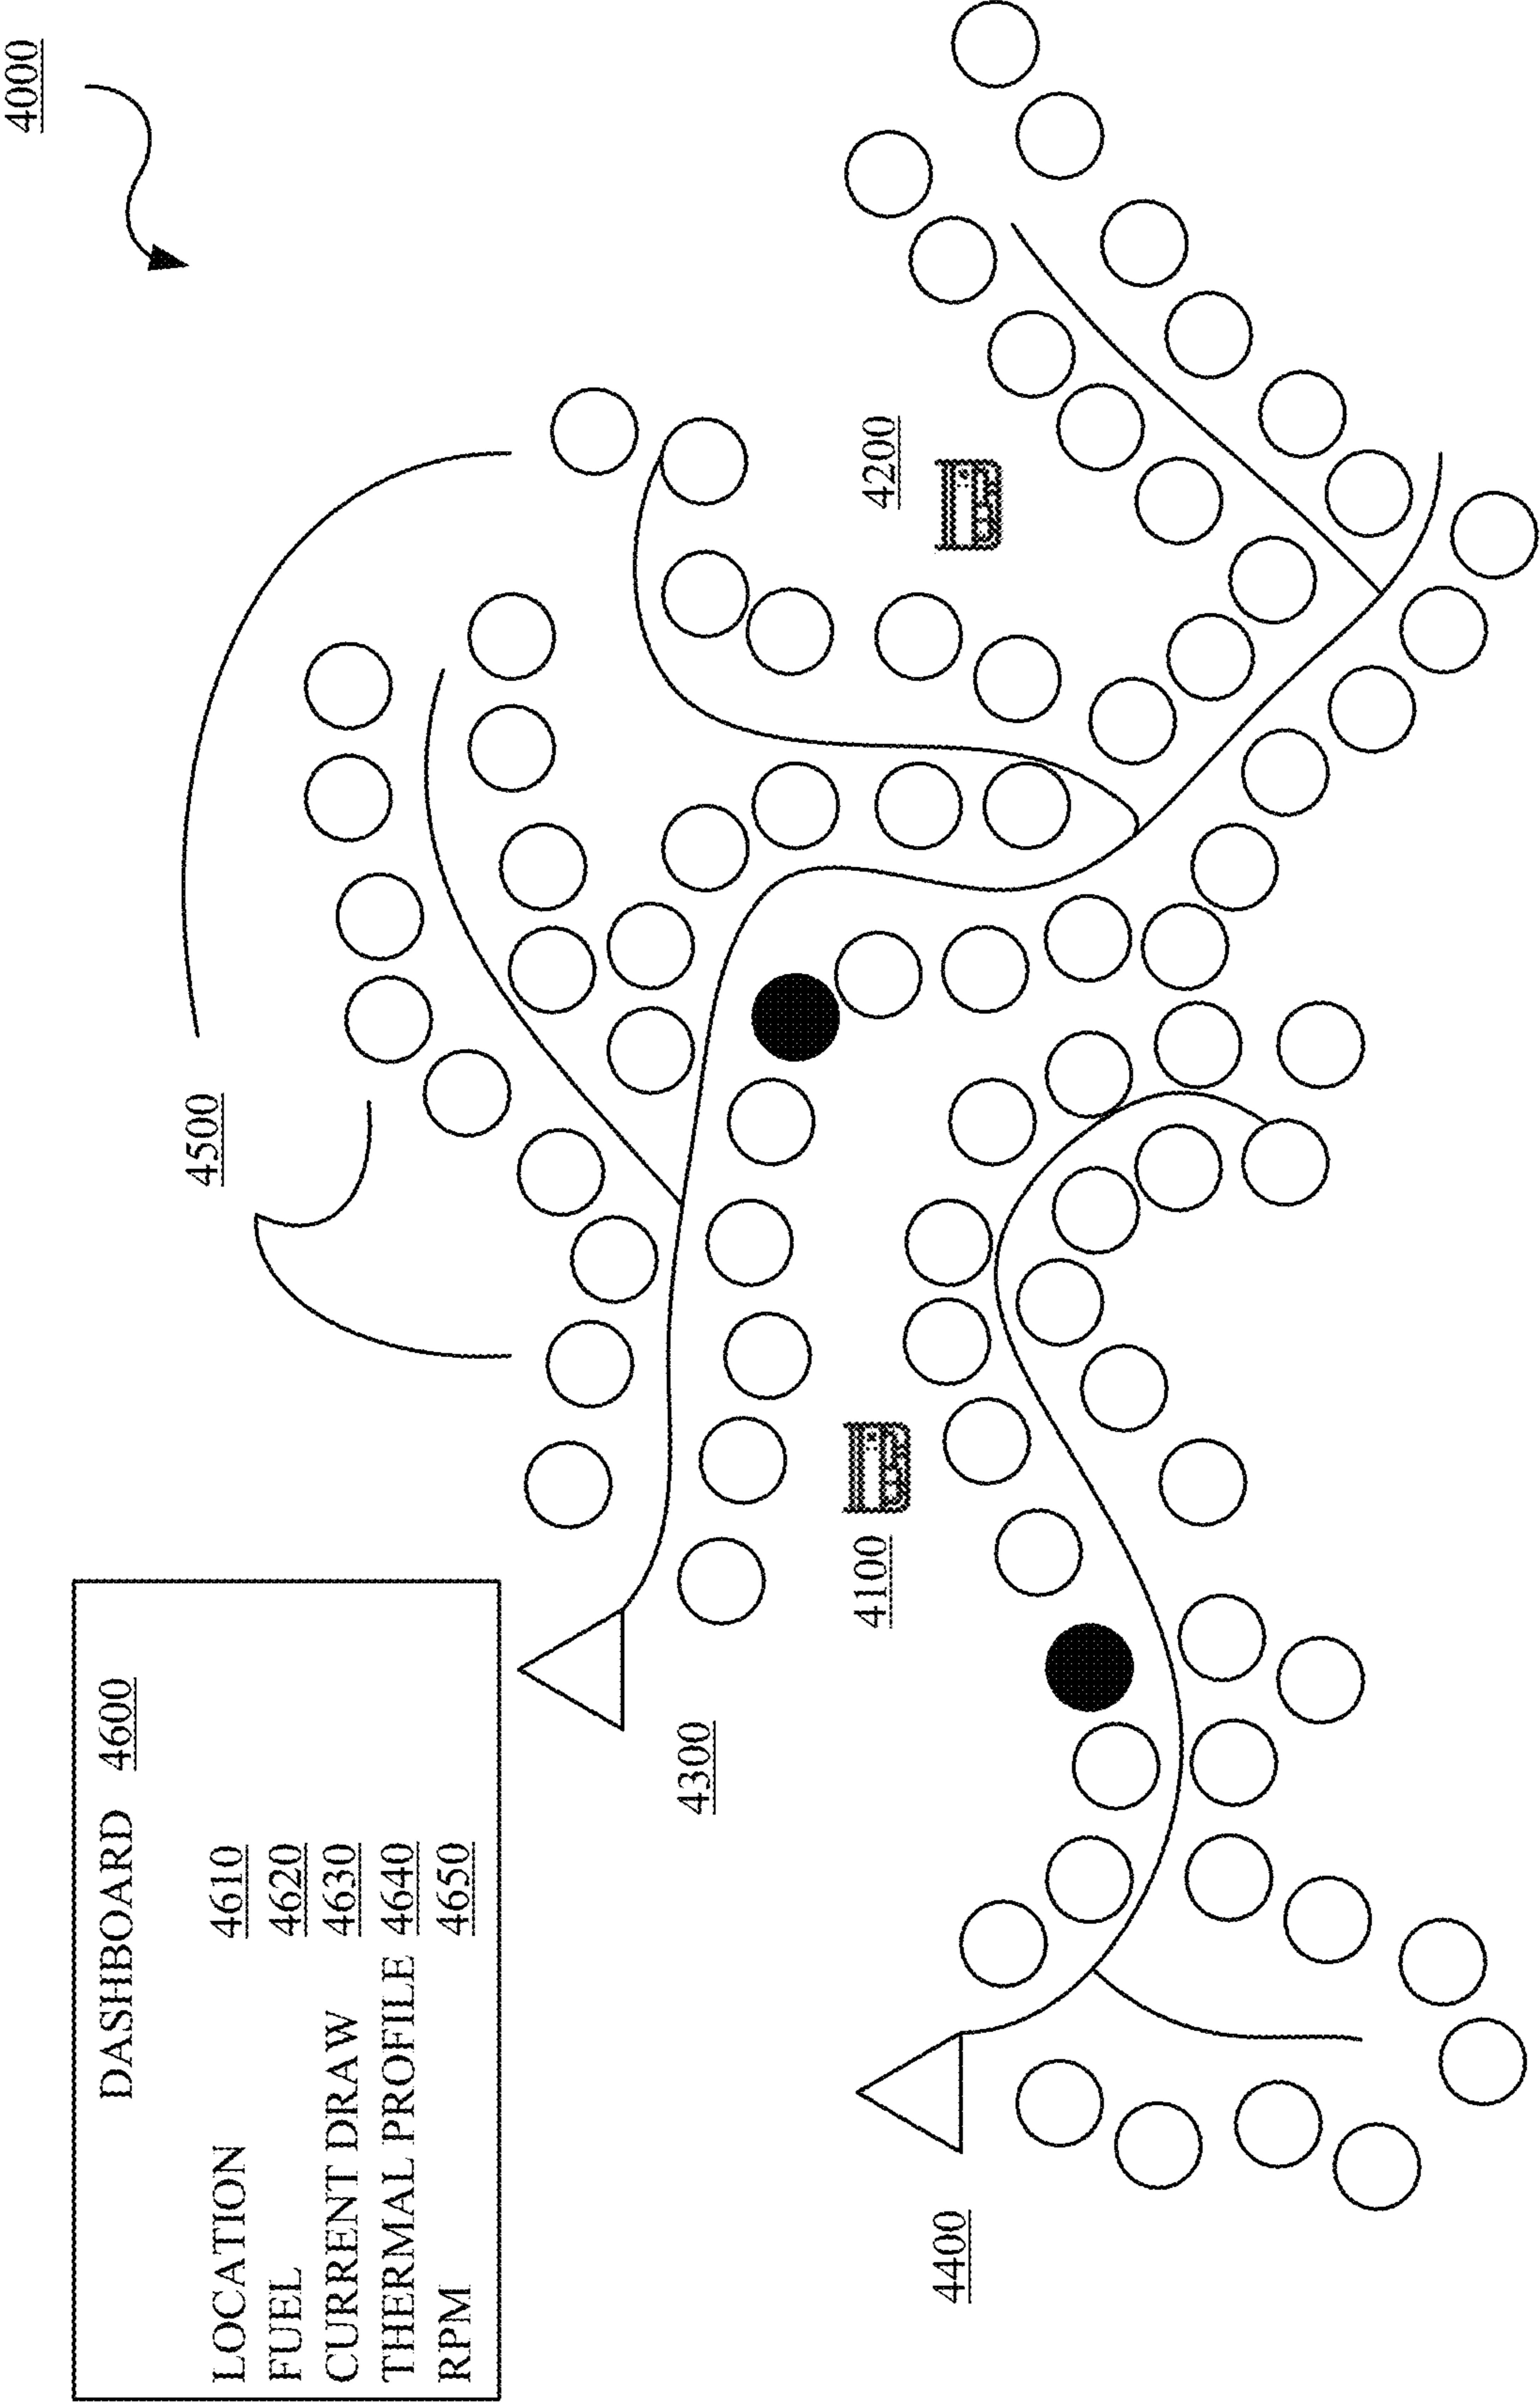 DASHBOARD 4600
LOCATION 4610
FUEL 4620
CURRENT DRAW 4630
THERMAL PROFILE 4640
RPM 4650
4000
4500
4300
4100
4200
4400